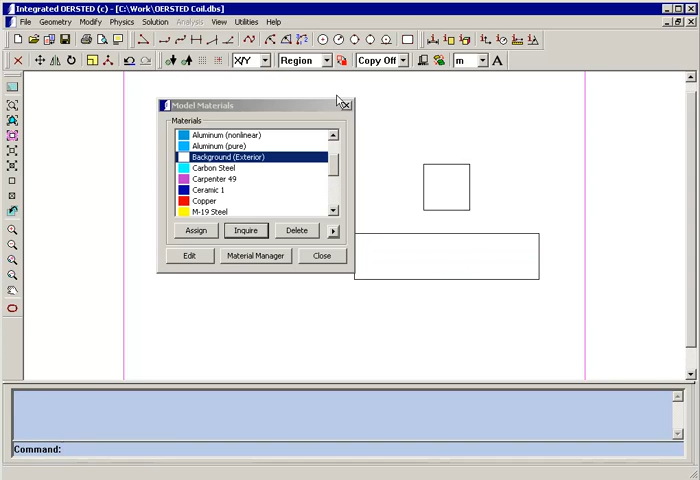 Integrated OERSTED (c) - [C:\Work\OERSTED Coil.dbs]
File Geometry Modify Physics Solution View Utilities Help
X/Y Region Copy Off m A
Model Materials
Materials
Aluminum (nonlinear)
Aluminum (pure)
Background (Exterior)
Carbon Steel
Carpenter 49
Ceramic 1
Copper
M-19 Steel
Assign Inquire Delete
Edit Material Manager Close
Command: